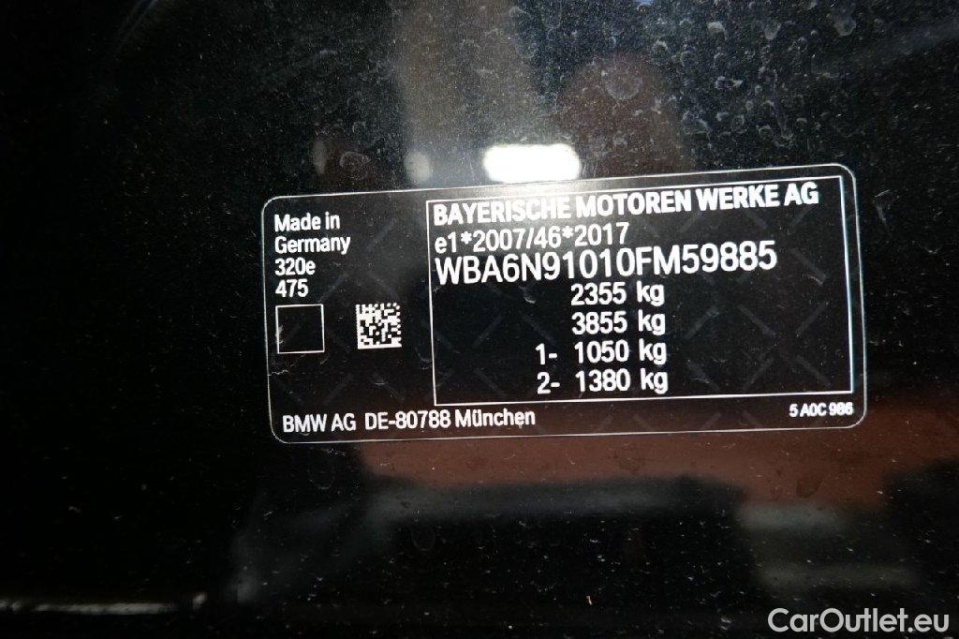 Made in
Germany
320e
475
BAYERISCHE MOTOREN WERKE AG
e1*2007/46*2017
WBA6N91010FM59885
2355 kg
3855 kg
1- 1050 kg
2- 1380 kg
BMW AG DE-80788 München
5 A0C 986
CarOutlet.eu